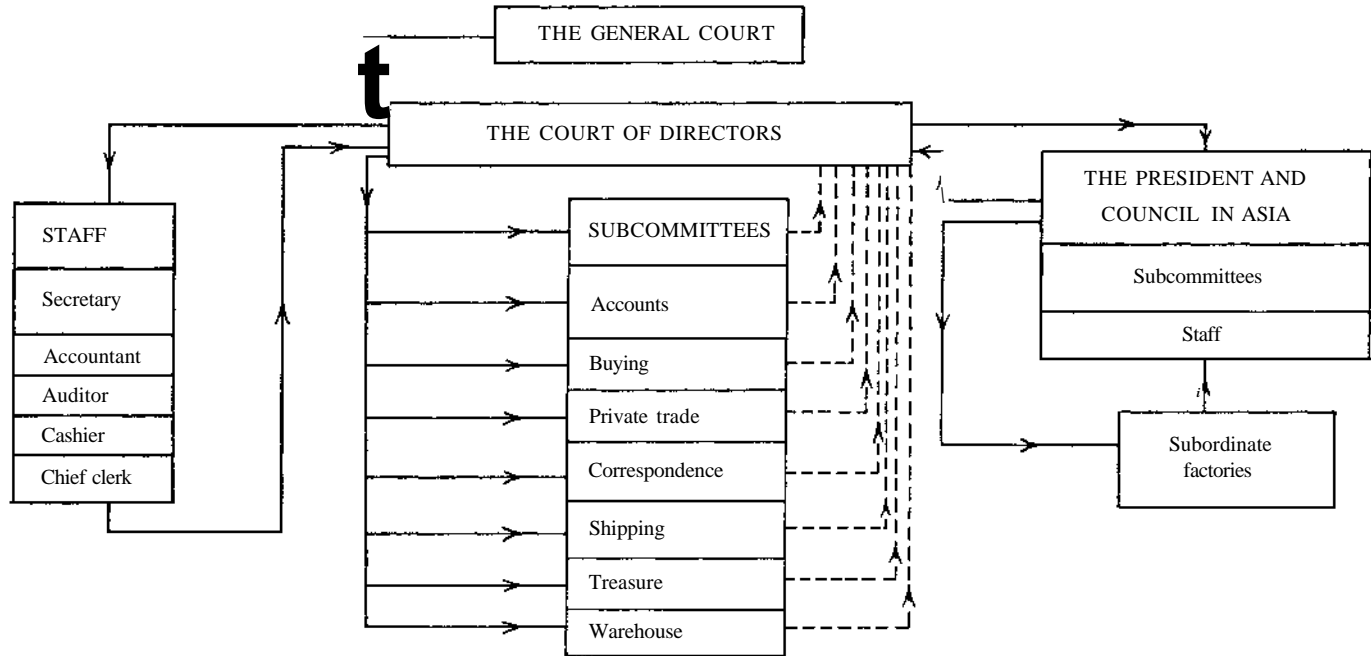 THE GENERAL COURT
t
THE COURT OF DIRECTORS
STAFF
Secretary
Accountant
Auditor
Cashier
Chief clerk
SUBCOMMITTEES
Accounts
Buying
Private trade
Correspondence
Shipping
Treasure
Warehouse
THE PRESIDENT AND
COUNCIL IN ASIA
Subcommittees
Staff
Subordinate
factories